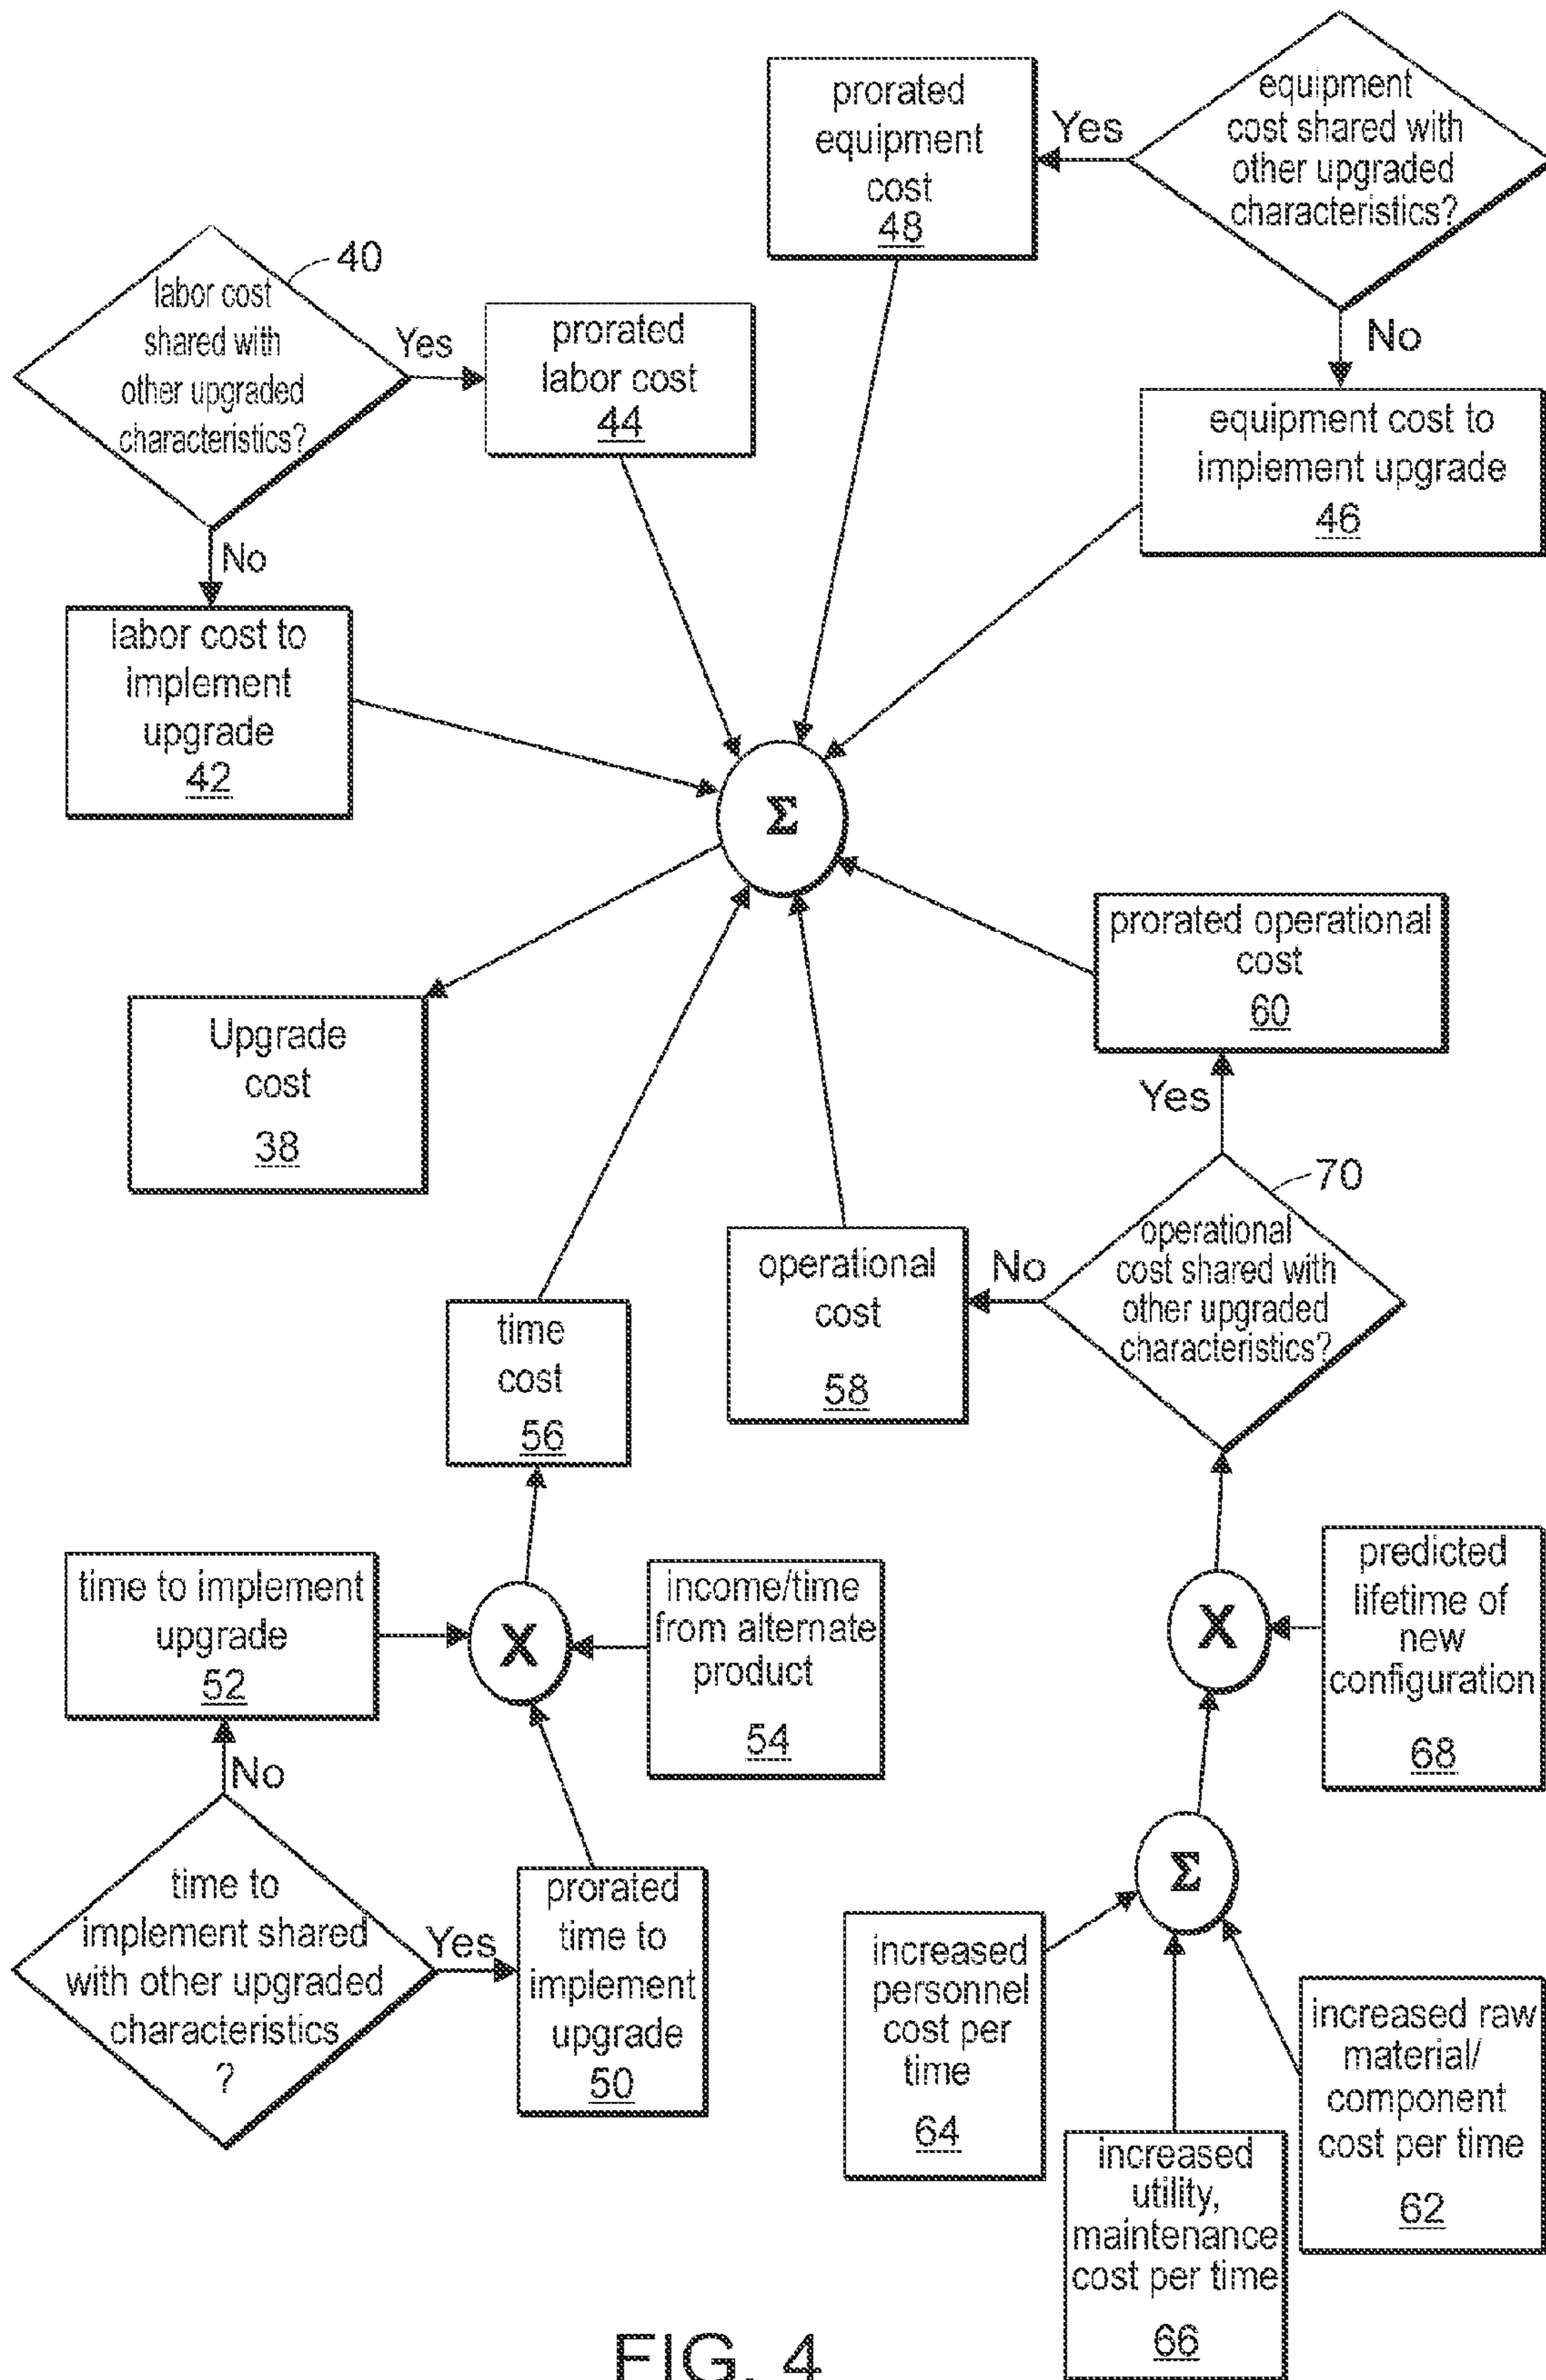 equipment
cost shared with
other upgraded
characteristics?
Yes
No
prorated
equipment
cost
48
40
labor cost
shared with
other upgraded
characteristics?
Yes
No
prorated
labor cost
44
equipment cost to
implement upgrade
46
labor cost to
implement
upgrade
42
Σ
prorated operational
cost
60
Upgrade
cost
38
Yes
70
operational
cost shared with
other upgraded
characteristics?
No
operational
cost
58
time
cost
56
time to implement
upgrade
52
X
income/time
from alternate
product
54
X
predicted
lifetime of
new
configuration
68
No
time to
implement shared
with other upgraded
characteristics
?
Yes
prorated
time to
implement
upgrade
50
Σ
increased
personnel
cost per
time
64
increased utility,
maintenance
cost per time
66
increased raw
material/
component
cost per time
62
FIG. 4